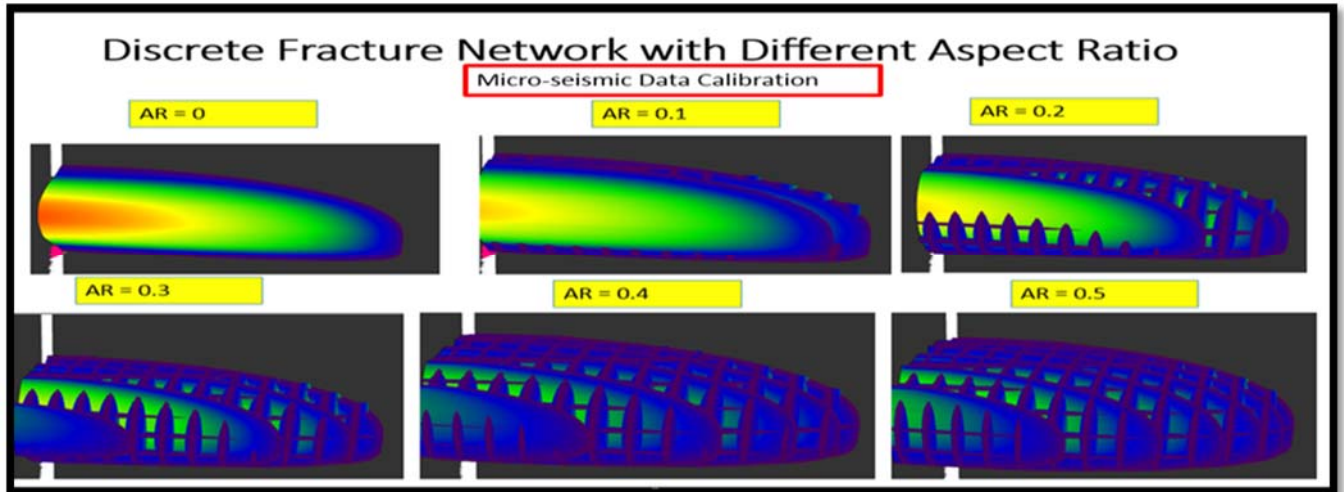 Discrete Fracture Network with Different Aspect Ratio
Micro-seismic Data Calibration
AR = 0
AR = 0.1
AR = 0.2
AR = 0.3
AR = 0.4
AR = 0.5